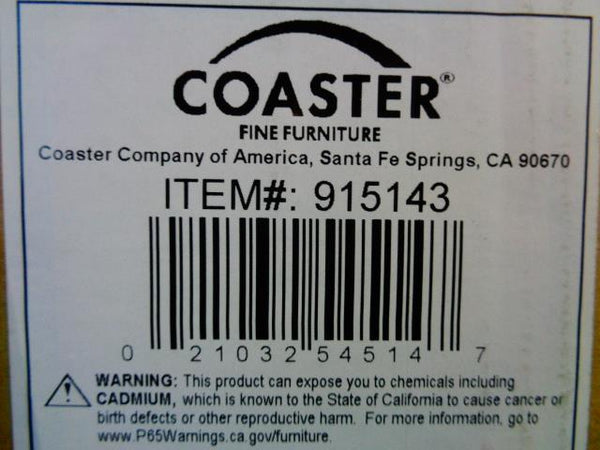 COASTER®
FINE FURNITURE
Coaster Company of America, Santa Fe Springs, CA 90670
ITEM#: 915143
0 21032 54514 7
WARNING: This product can expose you to chemicals including
CADMIUM, which is known to the State of California to cause cancer or
birth defects or other reproductive harm. For more information, go to
www.P65Warnings.ca.gov/furniture.